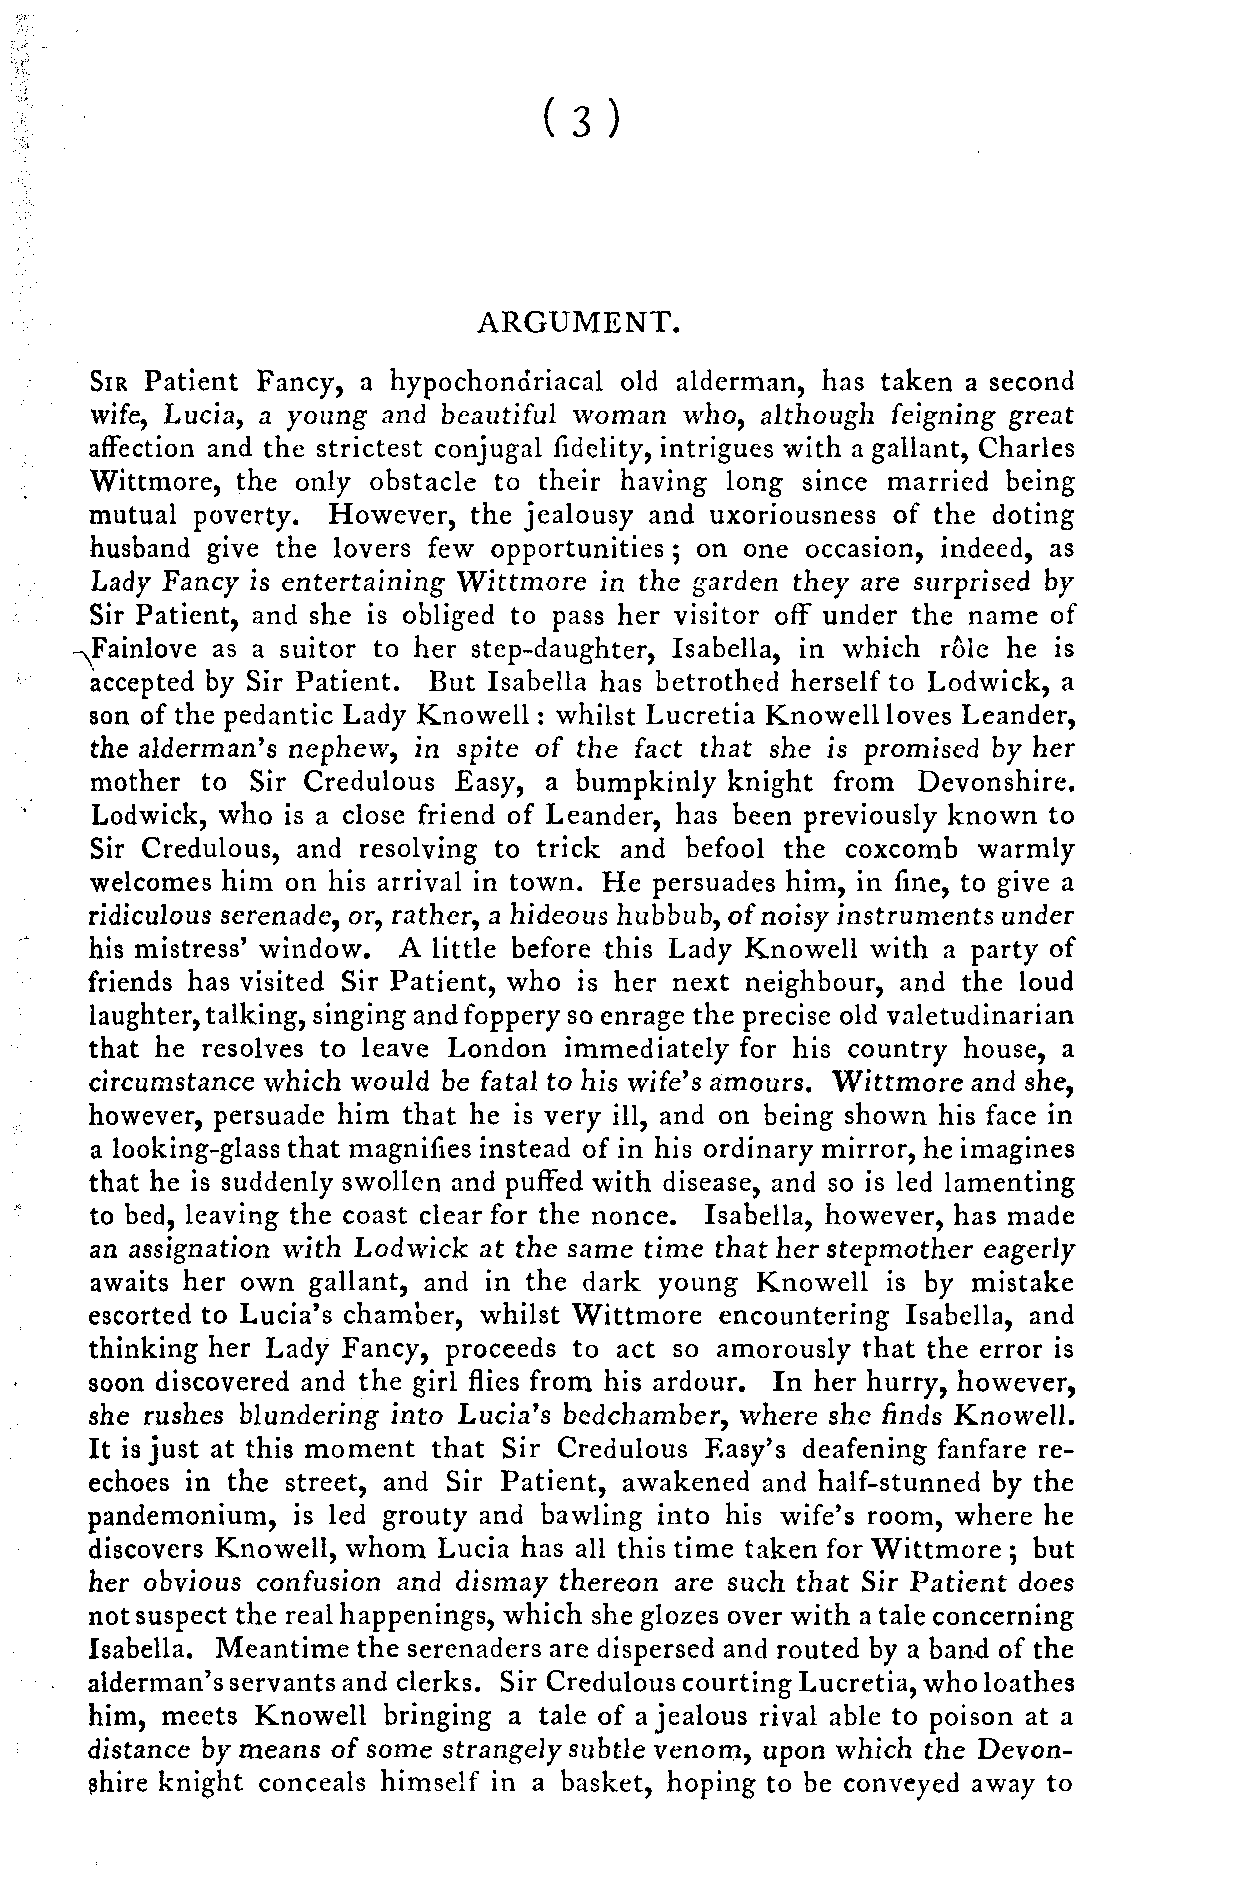 ( 3 )
ARGUMENT.
SIR Patient Fancy, a hypochondriacal old alderman, has taken a second
wife, Lucia, a young and beautiful woman who, although feigning great
affection and the strictest conjugal fidelity, intrigues with a gallant, Charles
Wittmore, the only obstacle to their having long since married being
mutual poverty. However, the jealousy and uxoriousness of the doting
husband give the lovers few opportunities ; on one occasion, indeed, as
Lady Fancy is entertaining Wittmore in the garden they are surprised by
Sir Patient, and she is obliged to pass her visitor off under the name of
Fainlove as a suitor to her step-daughter, Isabella, in which rôle he is
accepted by Sir Patient. But Isabella has betrothed herself to Lodwick, a
son of the pedantic Lady Knowell : whilst Lucretia Knowell loves Leander,
the alderman's nephew, in spite of the fact that she is promised by her
mother to Sir Credulous Easy, a bumpkinly knight from Devonshire.
Lodwick, who is a close friend of Leander, has been previously known to
Sir Credulous, and resolving to trick and befool the coxcomb warmly
welcomes him on his arrival in town. He persuades him, in fine, to give a
ridiculous serenade, or, rather, a hideous hubbub, of noisy instruments under
his mistress' window. A little before this Lady Knowell with a party of
friends has visited Sir Patient, who is her next neighbour, and the loud
laughter, talking, singing and foppery so enrage the precise old valetudinarian
that he resolves to leave London immediately for his country house, a
circumstance which would be fatal to his wife's amours. Wittmore and she,
however, persuade him that he is very ill, and on being shown his face in
a looking-glass that magnifies instead of in his ordinary mirror, he imagines
that he is suddenly swollen and puffed with disease, and so is led lamenting
to bed, leaving the coast clear for the nonce. Isabella, however, has made
an assignation with Lodwick at the same time that her stepmother eagerly
awaits her own gallant, and in the dark young Knowell is by mistake
escorted to Lucia's chamber, whilst Wittmore encountering Isabella, and
thinking her Lady Fancy, proceeds to act so amorously that the error is
soon discovered and the girl flies from his ardour. In her hurry, however,
she rushes blundering into Lucia's bedchamber, where she finds Knowell.
It is just at this moment that Sir Credulous Easy's deafening fanfare re-
echoes in the street, and Sir Patient, awakened and half-stunned by the
pandemonium, is led grouty and bawling into his wife's room, where he
discovers Knowell, whom Lucia has all this time taken for Wittmore ; but
her obvious confusion and dismay thereon are such that Sir Patient does
not suspect the real happenings, which she glozes over with a tale concerning
Isabella. Meantime the serenaders are dispersed and routed by a band of the
alderman's servants and clerks. Sir Credulous courting Lucretia, who loathes
him, meets Knowell bringing a tale of a jealous rival able to poison at a
distance by means of some strangely subtle venom, upon which the Devon-
shire knight conceals himself in a basket, hoping to be conveyed away to